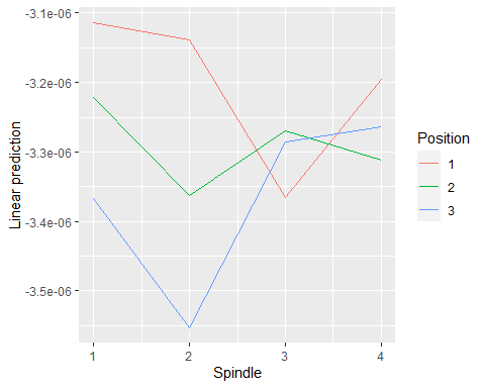 -3.1e-06
-3.2e-06
-3.3e-06
-3.4e-06
-3.5e-06
Linear prediction
1 2 3 4
Spindle
Position
1
2
3